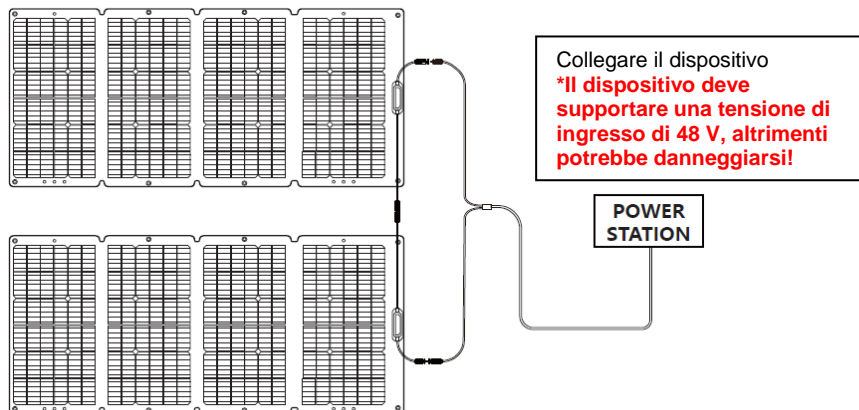 Collegare il dispositivo
*Il dispositivo deve
supportare una tensione di
ingresso di 48 V, altrimenti
potrebbe danneggiarsi!
POWER
STATION